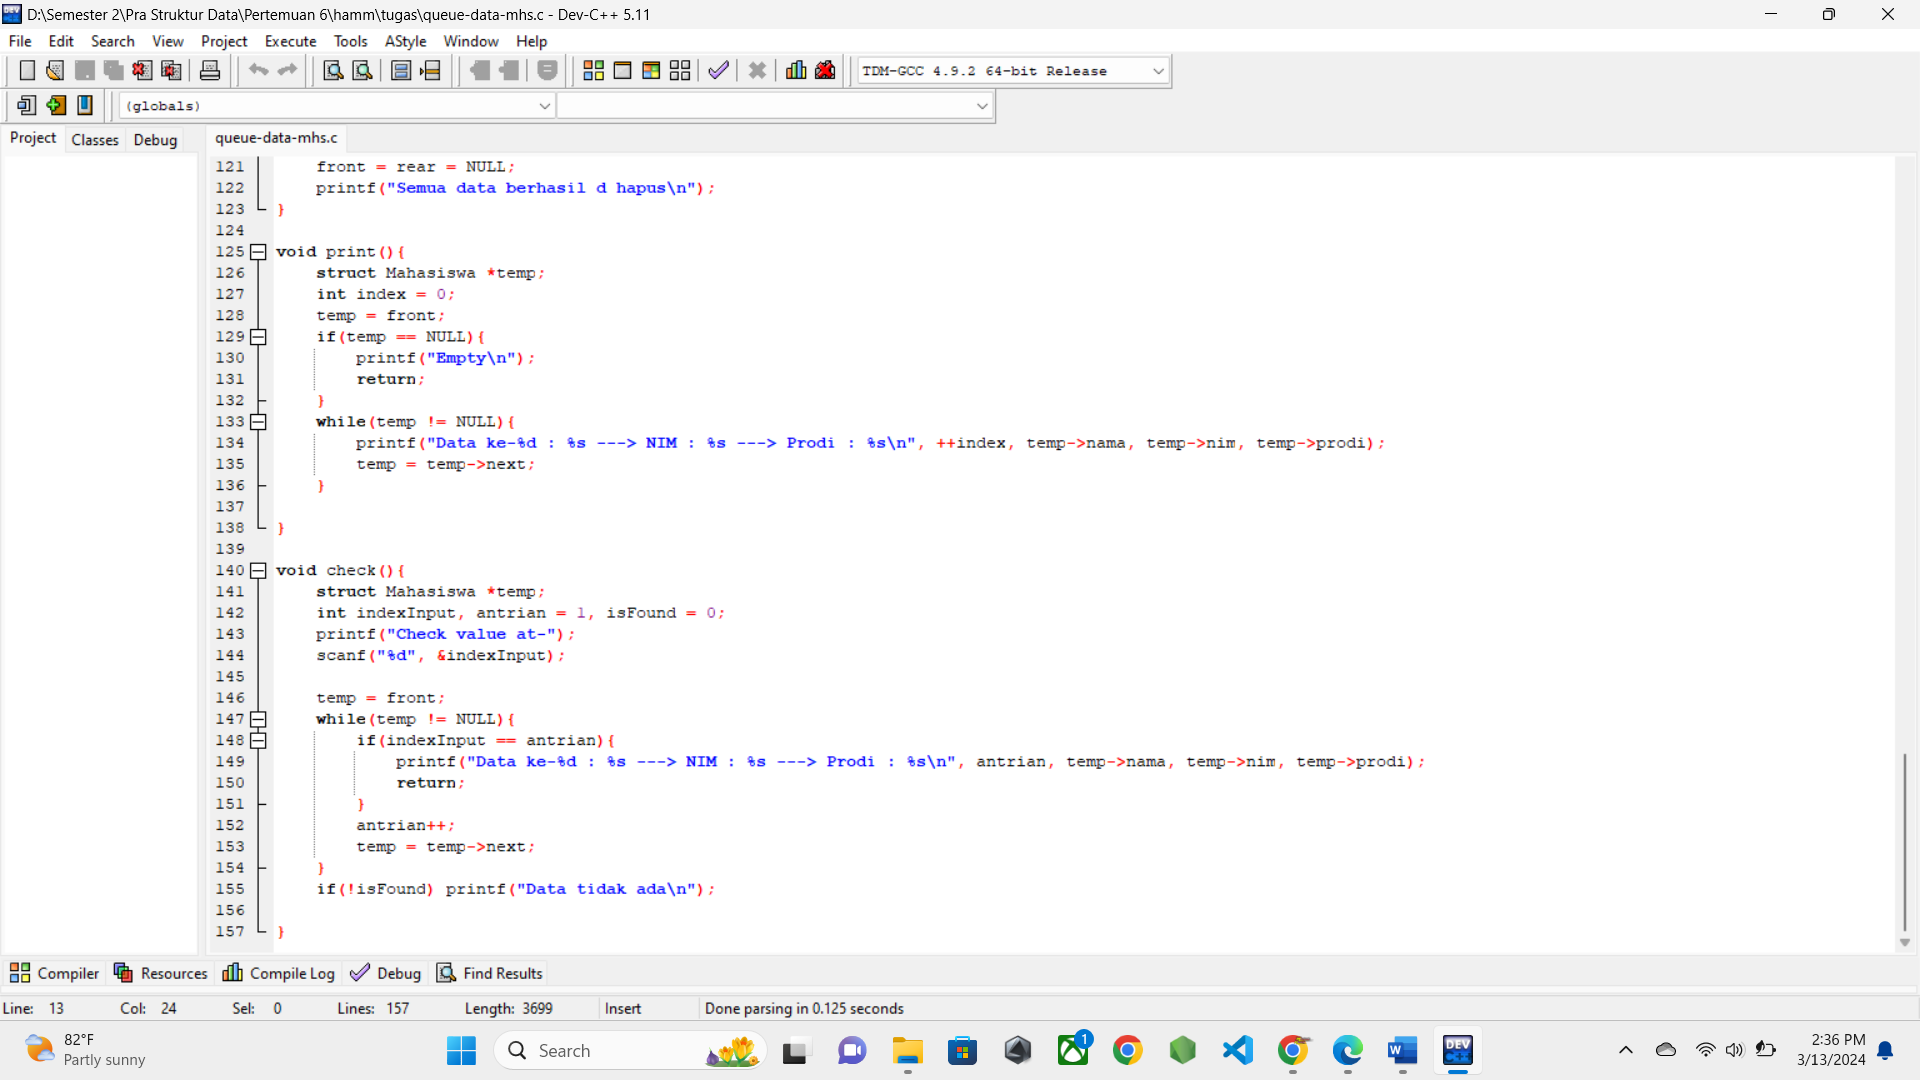 D:\Semester 2\Pra Struktur Data\Pertemuan 6\hamm\tugas\queue-data-mhs.c - Dev-C++ 5.11
File Edit Search View Project Execute Tools AStyle Window Help
TDM-GCC 4.9.2 64-bit Release
(globals)
Project Classes Debug queue-data-mhs.c
121 front = rear = NULL;
122 printf("Semua data berhasil d hapus\n");
123 }
124
125 void print(){
126 struct Mahasiswa *temp;
127 int index = 0;
128 temp = front;
129 if(temp == NULL){
130 printf("Empty\n");
131 return;
132 }
133 while(temp != NULL){
134 printf("Data ke-%d : %s ---> NIM : %s ---> Prodi : %s\n", ++index, temp->nama, temp->nim, temp->prodi);
135 temp = temp->next;
136 }
137
138 }
139
140 void check(){
141 struct Mahasiswa *temp;
142 int indexInput, antrian = 1, isFound = 0;
143 printf("Check value at-");
144 scanf("%d", &indexInput);
145
146 temp = front;
147 while(temp != NULL){
148 if(indexInput == antrian){
149 printf("Data ke-%d : %s ---> NIM : %s ---> Prodi : %s\n", antrian, temp->nama, temp->nim, temp->prodi);
150 return;
151 }
152 antrian++;
153 temp = temp->next;
154 }
155 if(!isFound) printf("Data tidak ada\n");
156
157 }
Compiler Resources Compile Log Debug Find Results
Line: 13 Col: 24 Sel: 0 Lines: 157 Length: 3699 Insert Done parsing in 0.125 seconds
82°F
Partly sunny
Search
1
DEV
C++
2:36 PM
3/13/2024